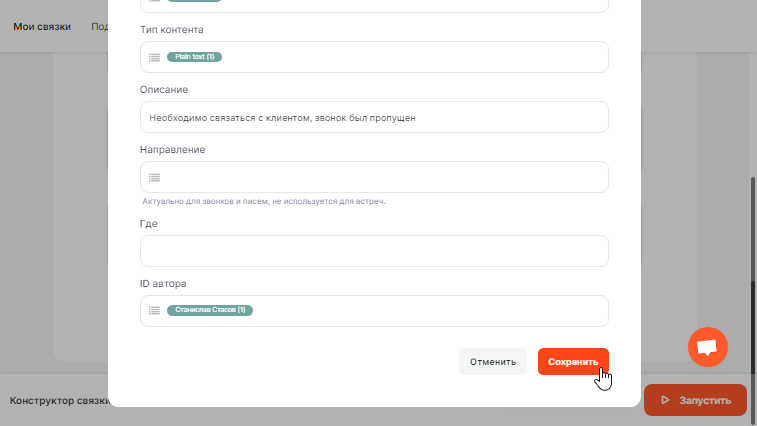 Мои связки
Под
Тип контента
Plain text (1)
Описание
Необходимо связаться с клиентом, звонок был пропущен
Направление
Актуально для звонков и писем, не используется для встреч.
Где
ID автора
Станислав Стасов (1)
Отменить
Сохранить
Конструктор связки
Запустить